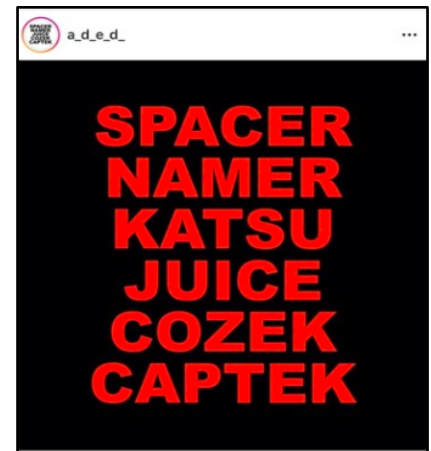 a_d_e_d_
SPACER
NAMER
KATSU
JUICE
COZEK
CAPTEK